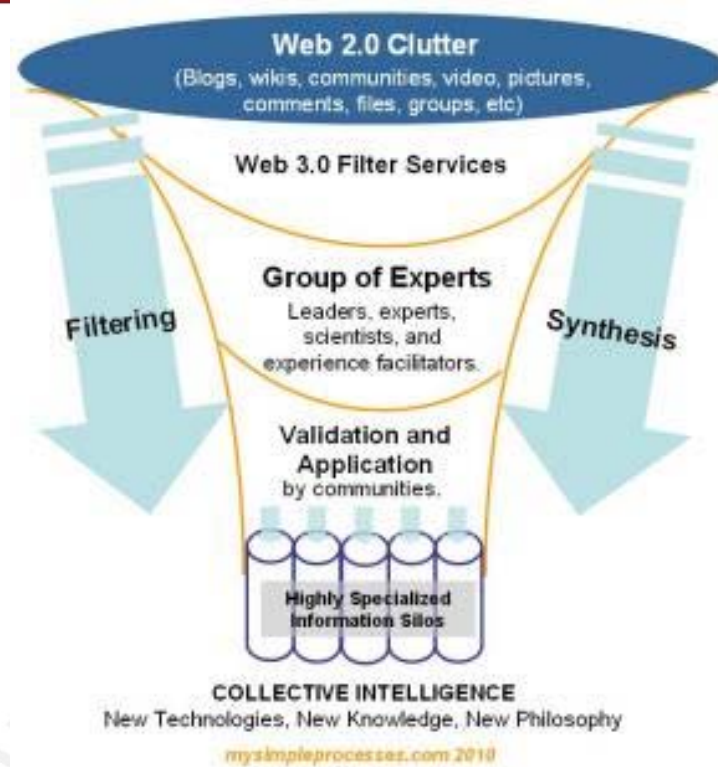 Web 2.0 Clutter
(Blogs, wikis, communities, video, pictures,
comments, files, groups, etc)
Web 3.0 Filter Services
Group of Experts
Leaders, experts,
scientists, and
experience facilitators.
Filtering
Synthesis
Validation and
Application
by communities.
Highly Specialized
Information Silos
COLLECTIVE INTELLIGENCE
New Technologies, New Knowledge, New Philosophy
mysimpleprocesses.com 2010